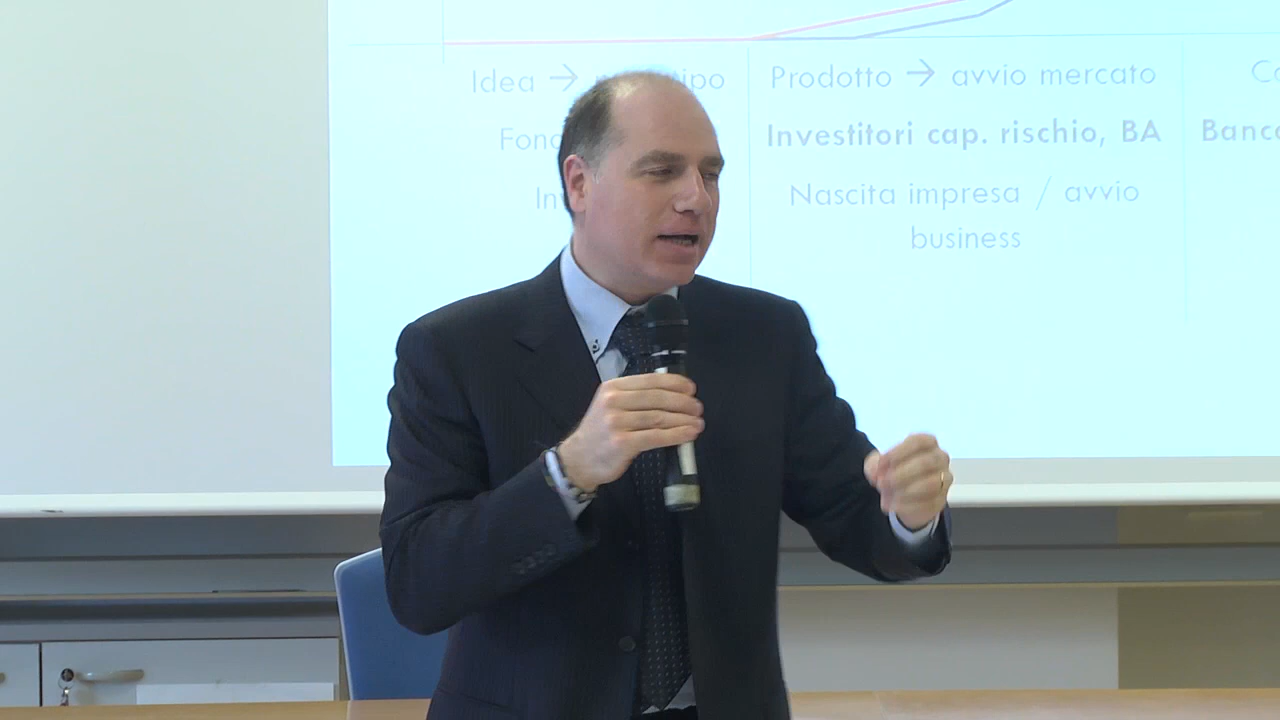 Idea → Prodotto → avvio mercato
Investitori cap. rischio, BA
Nascita impresa / avvio
business